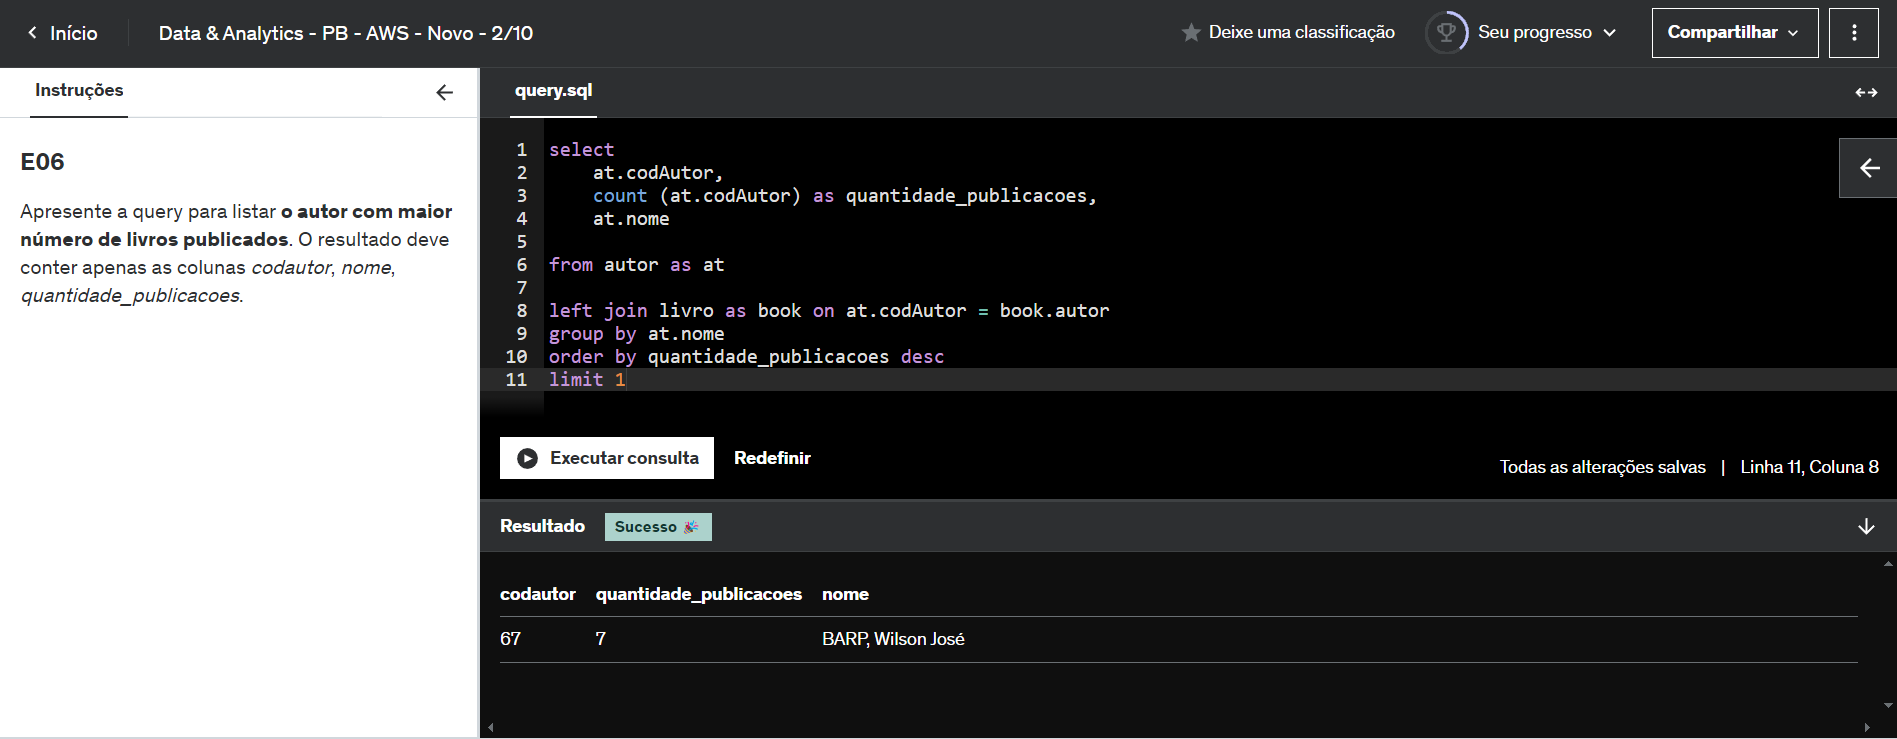 Início
Data & Analytics - PB - AWS - Novo - 2/10
Deixe uma classificação
Seu progresso
Compartilhar
Instruções
E06
Apresente a query para listar o autor com maior
número de livros publicados. O resultado deve
conter apenas as colunas codautor, nome,
quantidade_publicacoes.
query.sql
1 select
2 at.codAutor,
3 count (at.codAutor) as quantidade_publicacoes,
4 at.nome
5
6 from autor as at
7
8 left join livro as book on at.codAutor = book.autor
9 group by at.nome
10 order by quantidade_publicacoes desc
11 limit 1
Executar consulta
Redefinir
Todas as alterações salvas | Linha 11, Coluna 8
Resultado
Sucesso 🎉
codautor quantidade_publicacoes nome
67 7 BARP, Wilson José